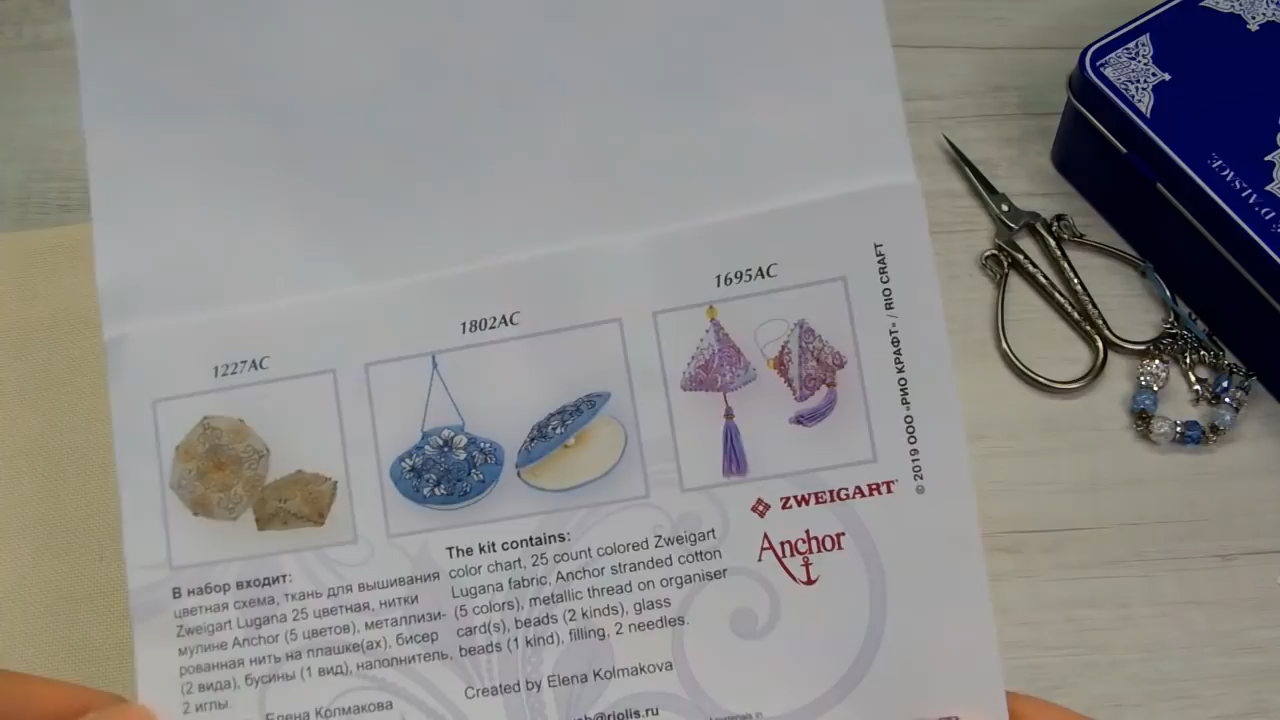 É D'ALSACE,
1695AC
1802AC
1227AC
© 2019 ООО «РИО КРАФТ» / RIO CRAFT
ZWEIGART
Anchor
В набор входит:
цветная схема, ткань для вышивания
Zweigart Lugana 25 цветная, нитки
мулине Anchor (5 цветов), металлизи-
рованная нить на плашке(ах), бисер
(2 вида), бусины (1 вид), наполнитель,
2 иглы.
Елена Колмакова
The kit contains:
color chart, 25 count colored Zweigart
Lugana fabric, Anchor stranded cotton
(5 colors), metallic thread on organiser
card(s), beads (2 kinds), glass
beads (1 kind), filling, 2 needles.
Created by Elena Kolmakova
@riolis.ru